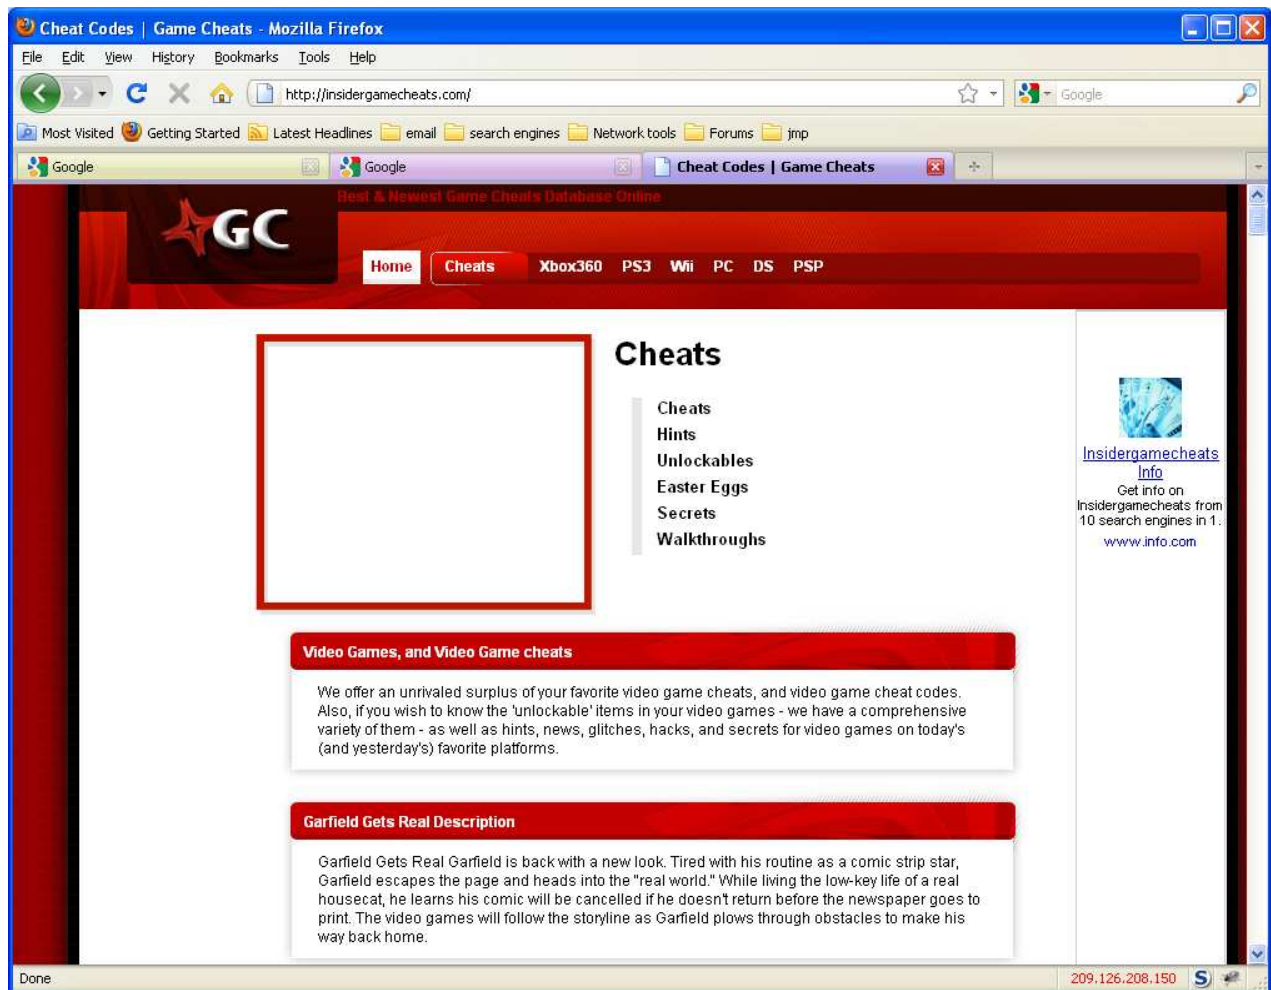 Cheat Codes | Game Cheats - Mozilla Firefox
File Edit View History Bookmarks Tools Help
http://insidergamecheats.com/
Google
Most Visited Getting Started Latest Headlines email search engines Network tools Forums jmp
Google Google Cheat Codes | Game Cheats
Best & Newest Game Cheats Database Online
GC
Home Cheats Xbox360 PS3 Wii PC DS PSP
Cheats
Cheats
Hints
Unlockables
Easter Eggs
Secrets
Walkthroughs
Insidergamecheats
Info
Get info on
Insidergamecheats from
10 search engines in 1.
www.info.com
Video Games, and Video Game cheats
We offer an unrivaled surplus of your favorite video game cheats, and video game cheat codes.
Also, if you wish to know the 'unlockable' items in your video games - we have a comprehensive
variety of them - as well as hints, news, glitches, hacks, and secrets for video games on today's
(and yesterday's) favorite platforms.
Garfield Gets Real Description
Garfield Gets Real Garfield is back with a new look. Tired with his routine as a comic strip star,
Garfield escapes the page and heads into the "real world." While living the low-key life of a real
housecat, he learns his comic will be cancelled if he doesn't return before the newspaper goes to
print. The video games will follow the storyline as Garfield plows through obstacles to make his
way back home.
Done
209.126.208.150 S